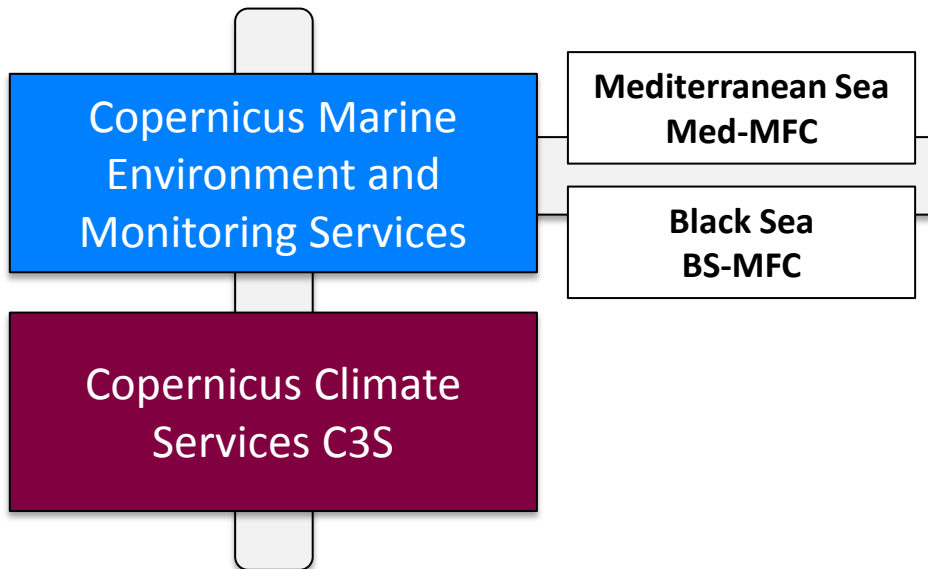 Copernicus Marine
Environment and
Monitoring Services
Mediterranean Sea
Med-MFC
Black Sea
BS-MFC
Copernicus Climate
Services C3S